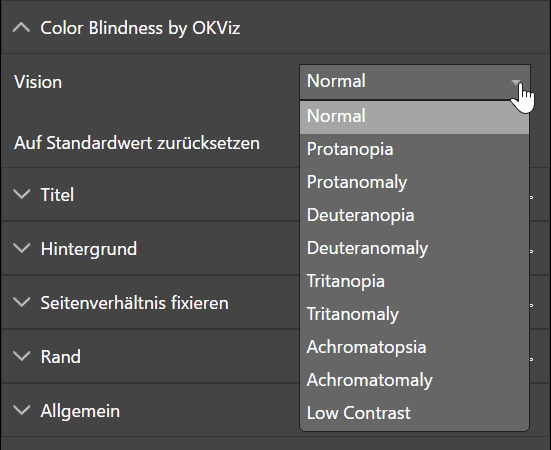 Color Blindness by OKViz
Vision
Normal
Normal
Protanopia
Auf Standardwert zurücksetzen
Protanomaly
Titel
Deuteranopia
Hintergrund
Deuteranomaly
Tritanopia
Seitenverhältnis fixieren
Tritanomaly
Rand
Achromatopsia
Achromatomaly
Allgemein
Low Contrast